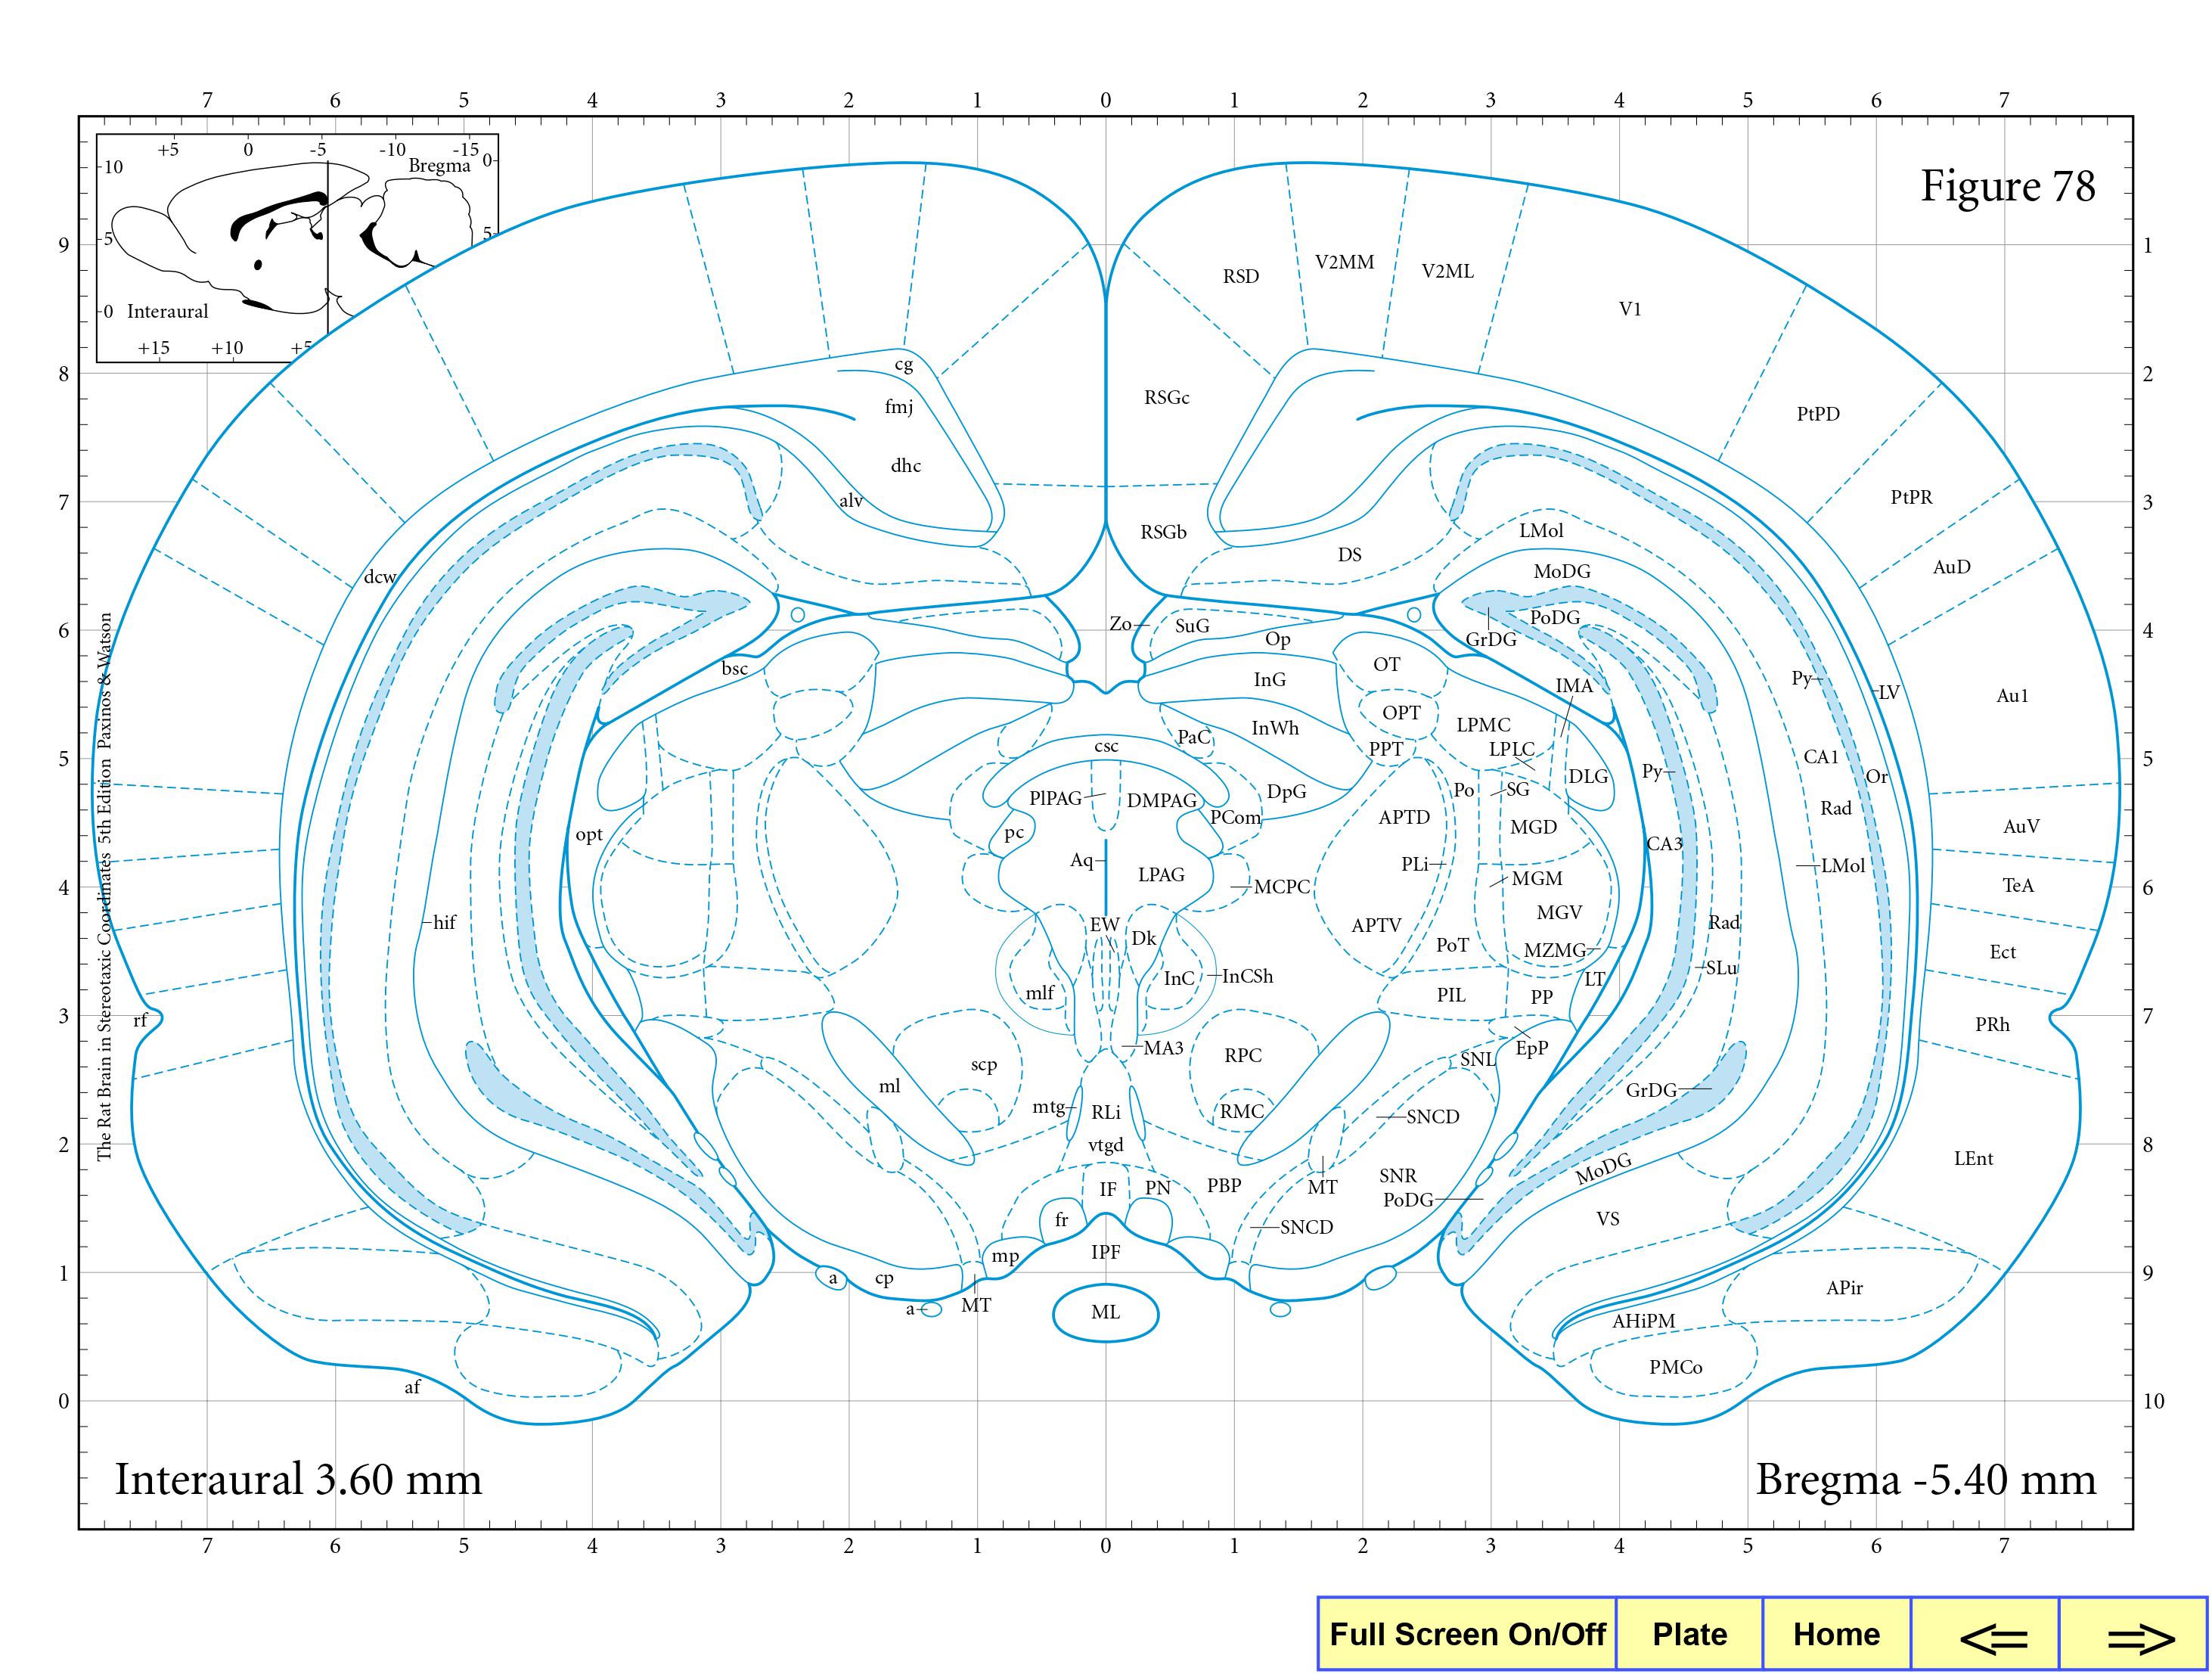 7 6 5 4 3 2 1 0 1 2 3 4 5 6 7
+5 0 -5 -10 -15
Bregma 0
10
5 5
0 Interaural
+15 +10 +5
Figure 78
9 1
8 2
7 3
6 4
5 5
4 6
3 7
2 8
1 9
0 10
The Rat Brain in Stereotaxic Coordinates 5th Edition Paxinos & Watson
RSD
V2MM
V2ML
V1
cg
RSGc
fmj
PtPD
dhc
alv
PtPR
RSGb
LMol
DS
AuD
dcw
MoDG
Zo
SuG
PoDG
Op
GrDG
bsc
OT
InG
IMA
Py
LV
Au1
OPT
LPMC
InWh
PaC
csc
PPT
LPLC
CA1
Py
DLG
Or
PlPAG
DMPAG
DpG
Po
SG
Rad
PCom
APTD
pc
opt
MGD
AuV
CA3
Aq
LPAG
PLi
LMol
MCPC
MGM
TeA
hif
EW
Dk
APTV
MGV
Rad
PoT
MZMG
Ect
InC
InCSh
LT
SLu
mlf
PIL
PP
rf
PRh
MA3
RPC
EpP
SNL
scp
ml
GrDG
mtg
RLi
RMC
SNCD
vtgd
LEnt
MoDG
SNR
IF
PN
PBP
MT
PoDG
fr
SNCD
VS
mp
IPF
a
cp
APir
MT
a
ML
AHiPM
PMCo
af
Interaural 3.60 mm
Bregma -5.40 mm
7 6 5 4 3 2 1 0 1 2 3 4 5 6 7
Full Screen On/Off Plate Home <= =>